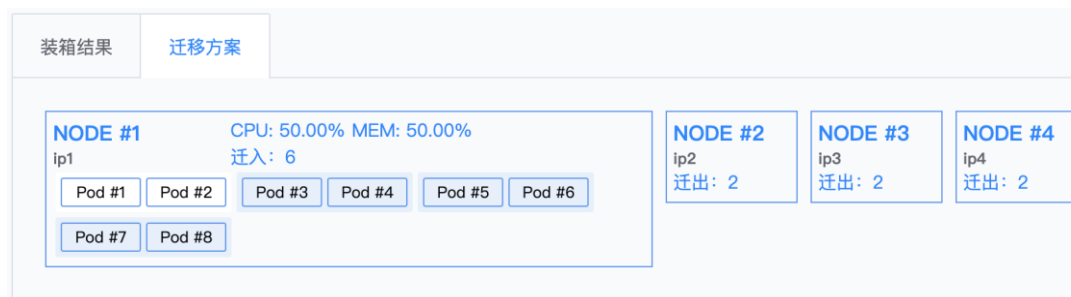 装箱结果
迁移方案
NODE #1
CPU: 50.00% MEM: 50.00%
ip1
迁入: 6
Pod #1
Pod #2
Pod #3
Pod #4
Pod #5
Pod #6
Pod #7
Pod #8
NODE #2
ip2
迁出: 2
NODE #3
ip3
迁出: 2
NODE #4
ip4
迁出: 2